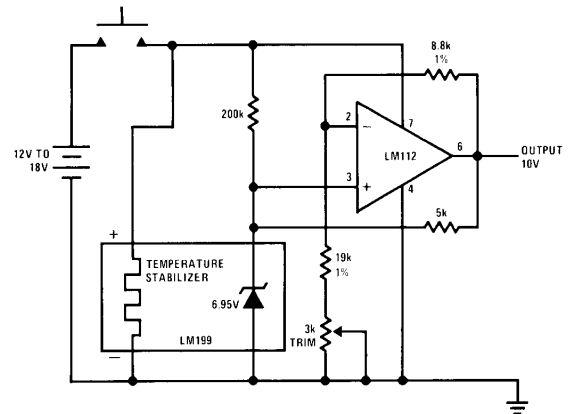 8.8k
1%
200k
2
7
12V TO
18V
LM112
6
OUTPUT
10V
3
4
5k
+
TEMPERATURE
STABILIZER
19k
1%
6.95V
3k
TRIM
LM199